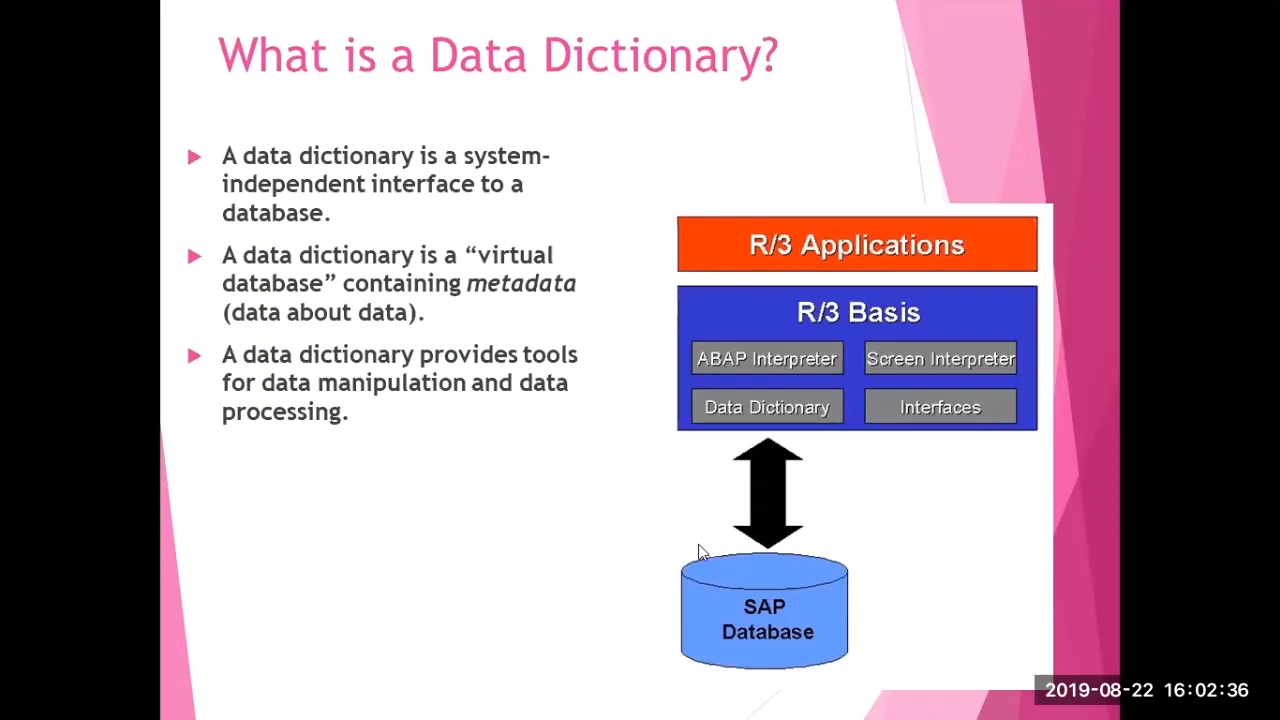 What is a Data Dictionary?
A data dictionary is a system-
independent interface to a
database.
A data dictionary is a “virtual
database” containing metadata
(data about data).
A data dictionary provides tools
for data manipulation and data
processing.
R/3 Applications
R/3 Basis
ABAP Interpreter
Screen Interpreter
Data Dictionary
Interfaces
SAP
Database
2019-08-22 16:02:36